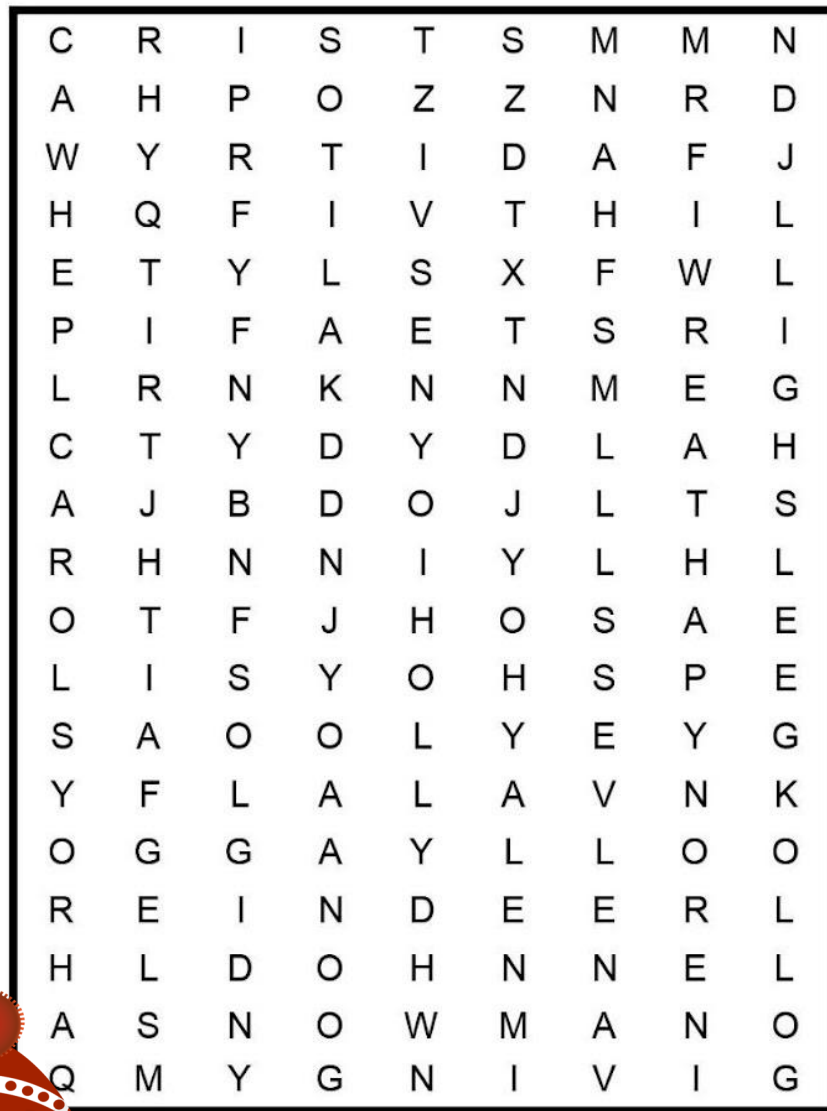 C R I S T S M M N
A H P O Z Z N R D
W Y R T I D A F J
H Q F I V T H I L
E T Y L S X F W L
P I F A E T S R I
L R N K N N M E G
C T Y D Y D L A H
A J B D O J L T S
R H N N I Y L H L
O T F J H O S A E
L I S Y O H S P E
S A O O L Y E Y G
Y F L A L A V N K
O G G A Y L L O O
R E I N D E E R L
H L D O H N N E L
A S N O W M A N O
Q M Y G N I V I G